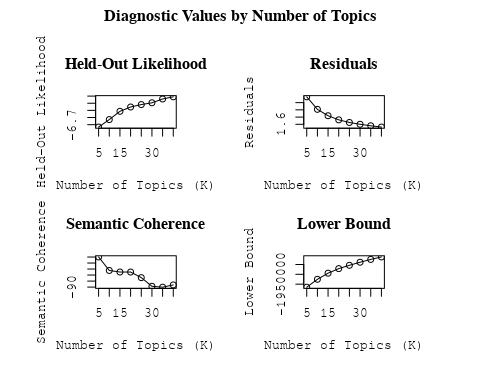 Diagnostic Values by Number of Topics
Held-Out Likelihood
Held-Out Likelihood
-6.7
5 15 30
Number of Topics (K)
Residuals
Residuals
1.6
5 15 30
Number of Topics (K)
Semantic Coherence
Semantic Coherence
-90
5 15 30
Number of Topics (K)
Lower Bound
Lower Bound
-1950000
5 15 30
Number of Topics (K)